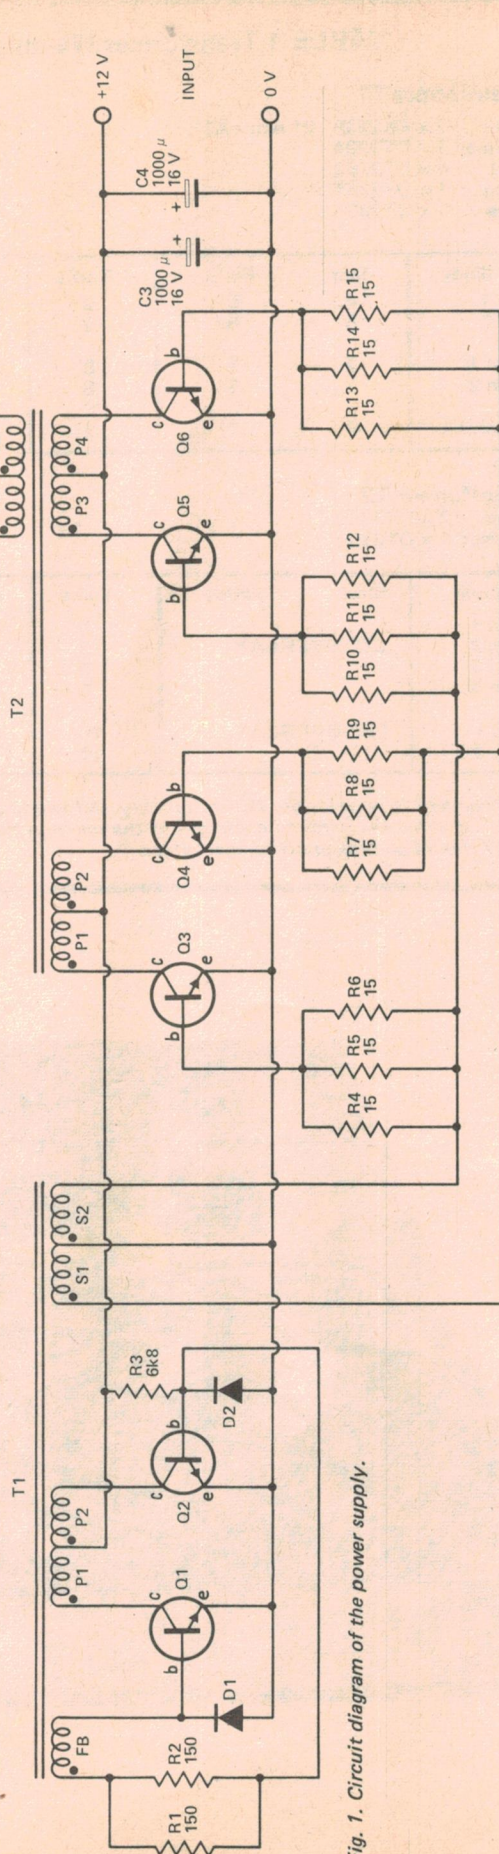 T1
T2
FB
P1
P2
S1
S2
P1
P2
P3
P4
+12 V
INPUT
0 V
C4
1000 µ
16 V
+
C3
1000 µ
16 V
+
R1
150
R2
150
D1
b
c
Q1
e
c
b
Q2
e
R3
6k8
D2
b
c
Q3
e
c
b
Q4
e
b
c
Q5
e
c
b
Q6
e
R4
15
R5
15
R6
15
R7
15
R8
15
R9
15
R10
15
R11
15
R12
15
R13
15
R14
15
R15
15
ig. 1. Circuit diagram of the power supply.